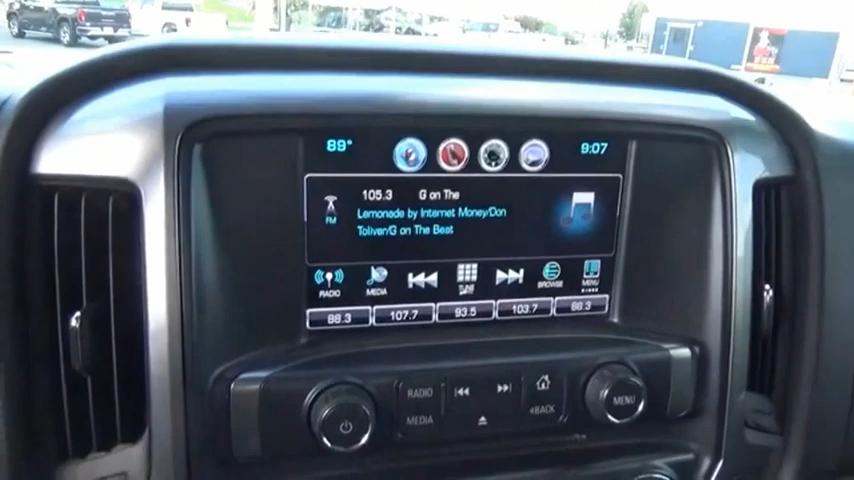 89° 9:07
105.3 G on The
FM Lemonade by Internet Money/Don
Toliver/G on The Beat
RADIO MEDIA TUNE BROWSE MENU
88.3 107.7 93.5 103.7 88.3
RADIO
MEDIA BACK MENU